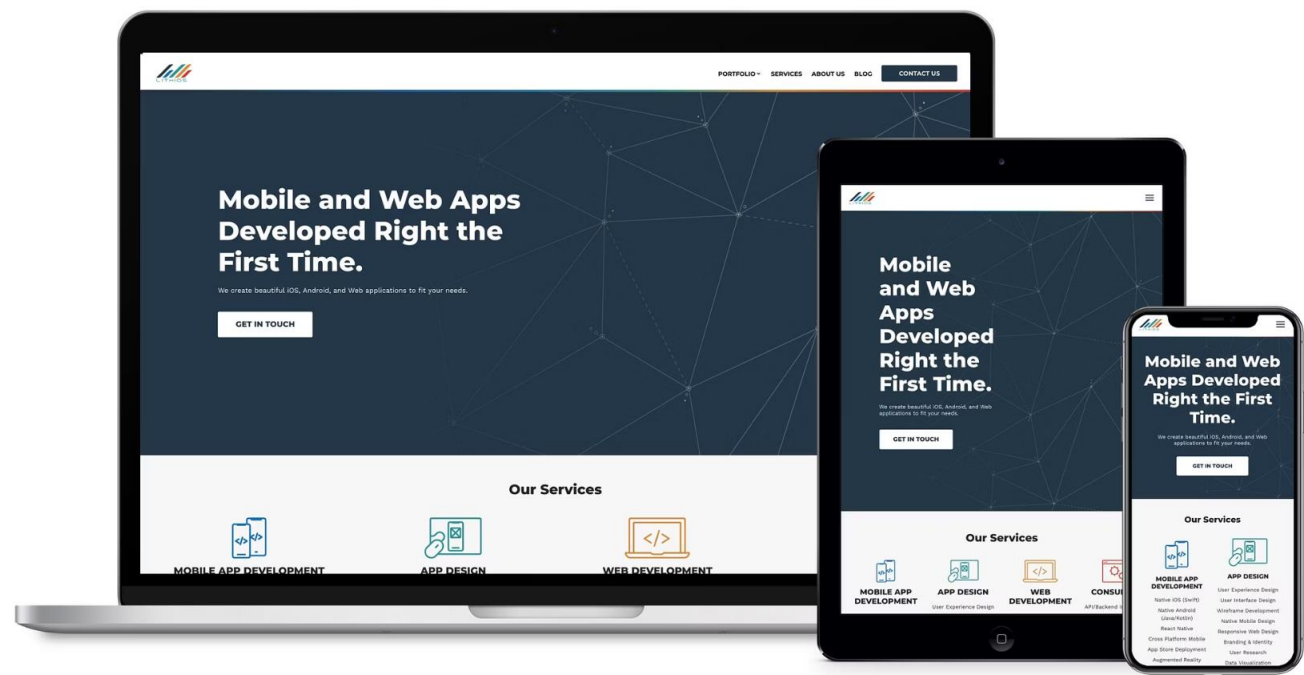 LITHIOS
PORTFOLIO SERVICES ABOUT US BLOG CONTACT US
Mobile and Web Apps
Developed Right the
First Time.
We create beautiful iOS, Android, and Web applications to fit your needs.
GET IN TOUCH
Our Services
</>
</>
</>
MOBILE APP DEVELOPMENT
APP DESIGN
WEB DEVELOPMENT
LITHIOS
Mobile
and Web
Apps
Developed
Right the
First Time.
We create beautiful iOS, Android, and Web
applications to fit your needs.
GET IN TOUCH
Our Services
</>
MOBILE APP
DEVELOPMENT
APP DESIGN
User Experience Design
WEB
DEVELOPMENT
CONSU
API/Backend
Mobile and Web
Apps Developed
Right the First
Time.
We create beautiful iOS, Android, and Web
applications to fit your needs.
GET IN TOUCH
Our Services
MOBILE APP
DEVELOPMENT
Native iOS (Swift)
Native Android
(Java/Kotlin)
React Native
Cross Platform Mobile
App Store Deployment
Augmented Reality
APP DESIGN
User Experience Design
User Interface Design
Wireframe Development
Native Mobile Design
Responsive Web Design
Branding & Identity
User Research
Data Visualization